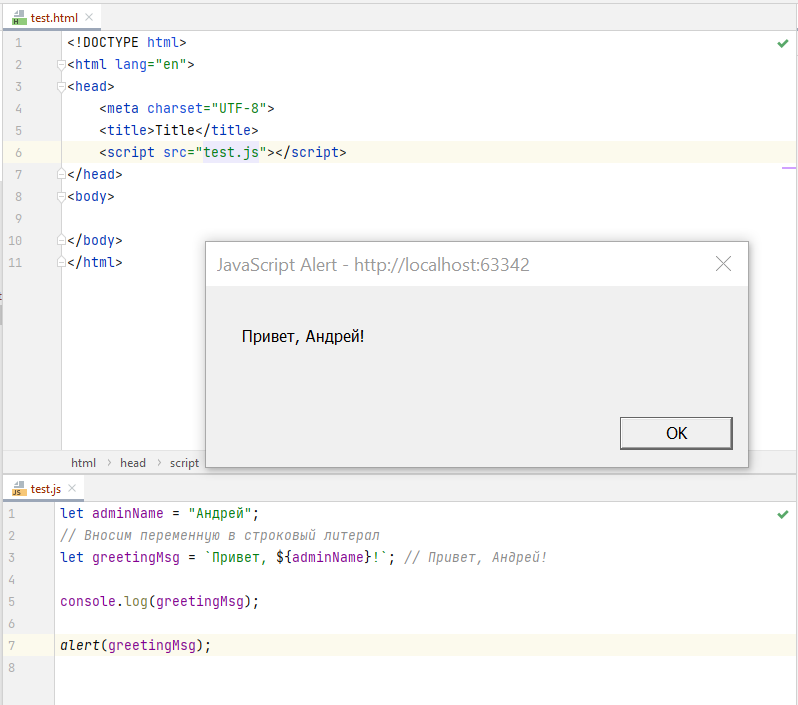 test.html
1 <!DOCTYPE html>
2 <html lang="en">
3 <head>
4 <meta charset="UTF-8">
5 <title>Title</title>
6 <script src="test.js"></script>
7 </head>
8 <body>
9
10 </body>
11 </html>
JavaScript Alert - http://localhost:63342
Привет, Андрей!
OK
html head script
test.js
1 let adminName = "Андрей";
2 // Вносим переменную в строковый литерал
3 let greetingMsg = `Привет, ${adminName}!`; // Привет, Андрей!
4
5 console.log(greetingMsg);
6
7 alert(greetingMsg);
8